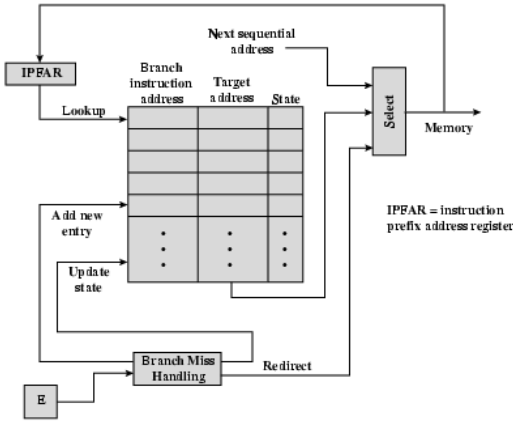 Next sequential
address
IPFAR
Branch
instruction
address
Target
address
State
Lookup
Select
Memory
IPFAR = instruction
prefix address register
Add new
entry
Update
state
Branch Miss
Handling
Redirect
E